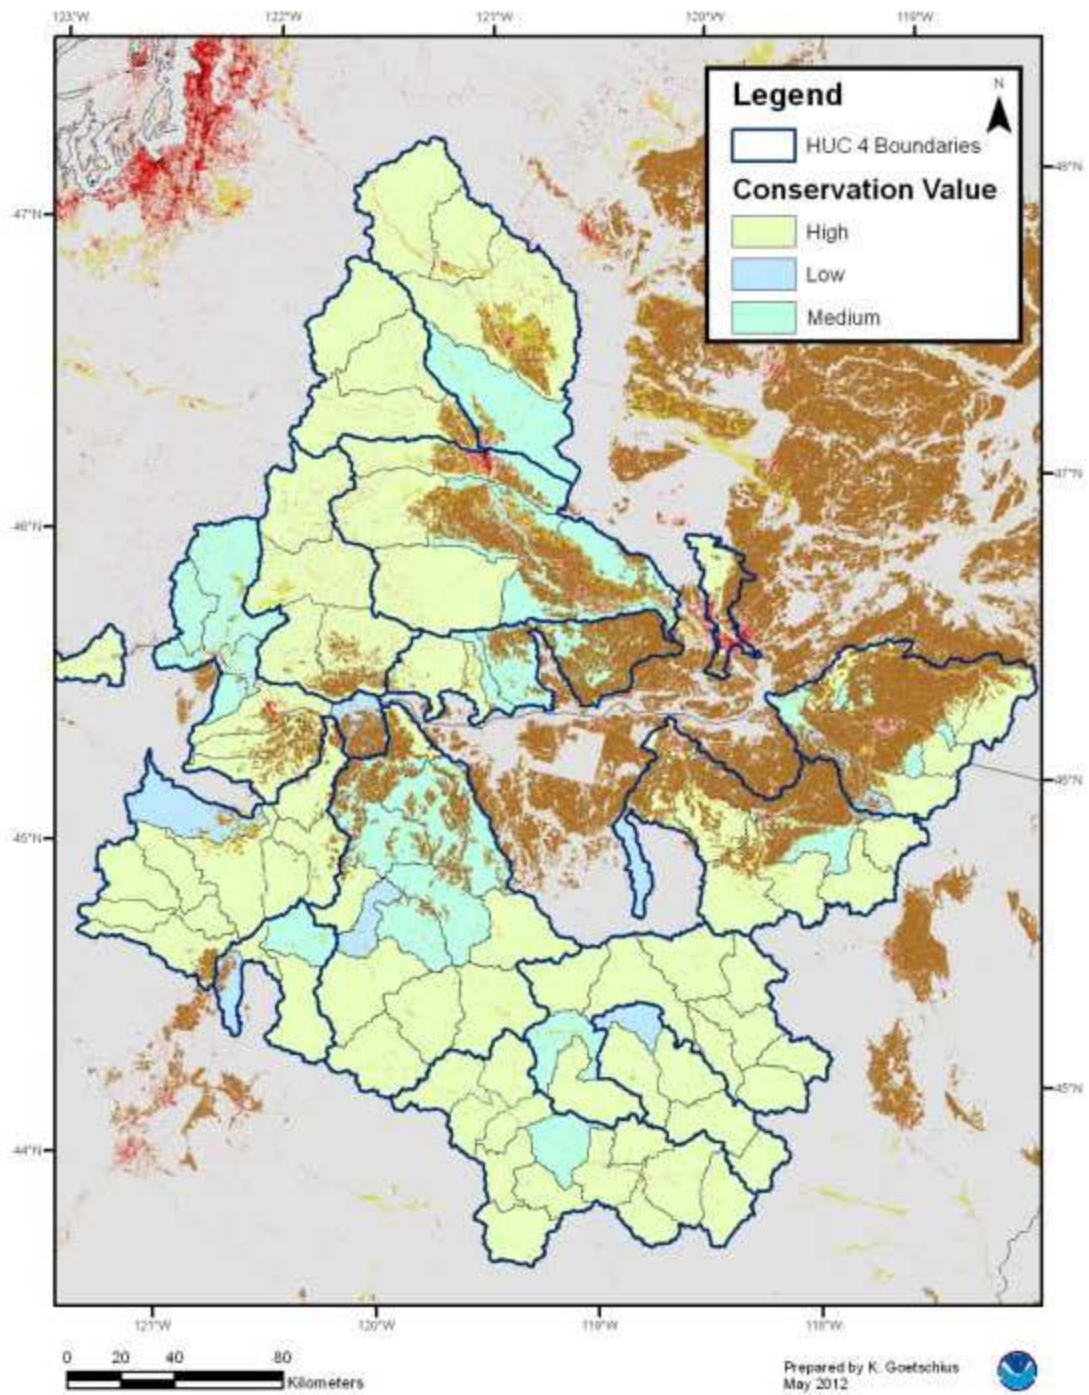 123°W 122°W 121°W 120°W 119°W
Legend
N
HUC 4 Boundaries
Conservation Value
High
Low
Medium
48°N
47°N
47°N
46°N
46°N
45°N
45°N
44°N
121°W 120°W 119°W 118°W
0 20 40 80
Kilometers
Prepared by K. Goetschius
May 2012